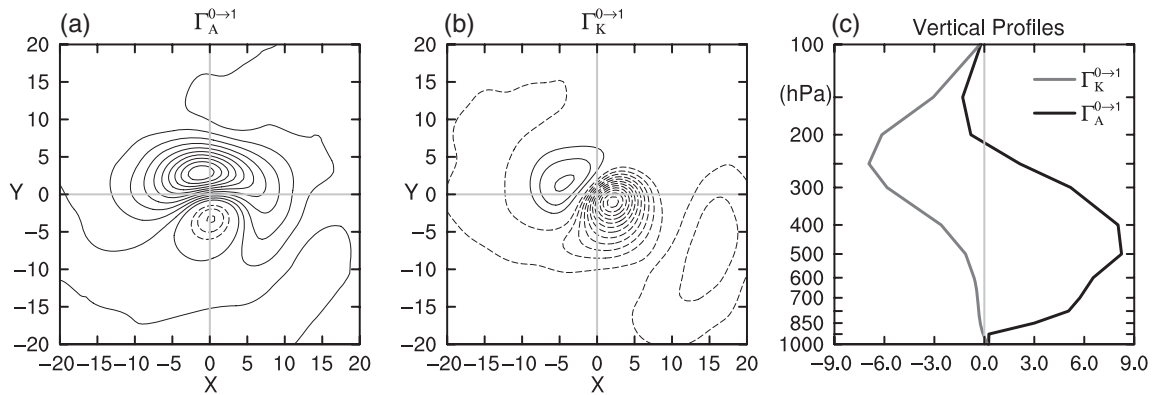 (a)
Γ_A^{0→1}
20
15
10
5
Y 0
−5
−10
−15
−20
−20 −15 −10 −5 0 5 10 15 20
X
(b)
Γ_K^{0→1}
20
15
10
5
Y 0
−5
−10
−15
−20
−20 −15 −10 −5 0 5 10 15 20
X
(c) Vertical Profiles
100
(hPa)
200
300
400
500
600
700
850
1000
−9.0 −6.0 −3.0 0.0 3.0 6.0 9.0
Γ_K^{0→1}
Γ_A^{0→1}